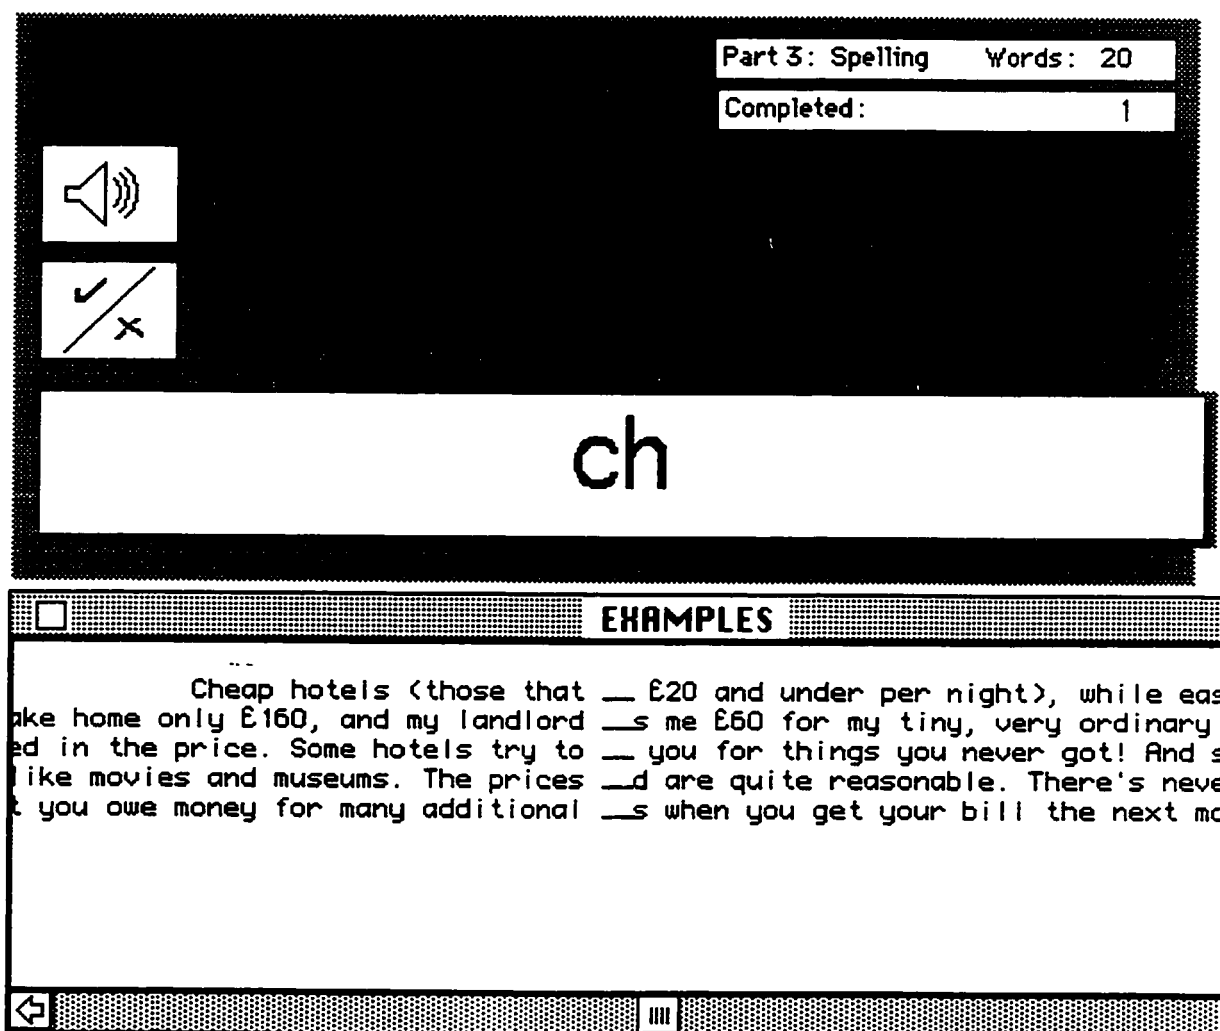 Part 3: Spelling Words: 20
Completed: 1
ch
EXAMPLES
Cheap hotels (those that __ £20 and under per night), while eas
ake home only £160, and my landlord __s me £60 for my tiny, very ordinary
ed in the price. Some hotels try to __ you for things you never got! And s
like movies and museums. The prices __d are quite reasonable. There's neve
t you owe money for many additional __s when you get your bill the next mo